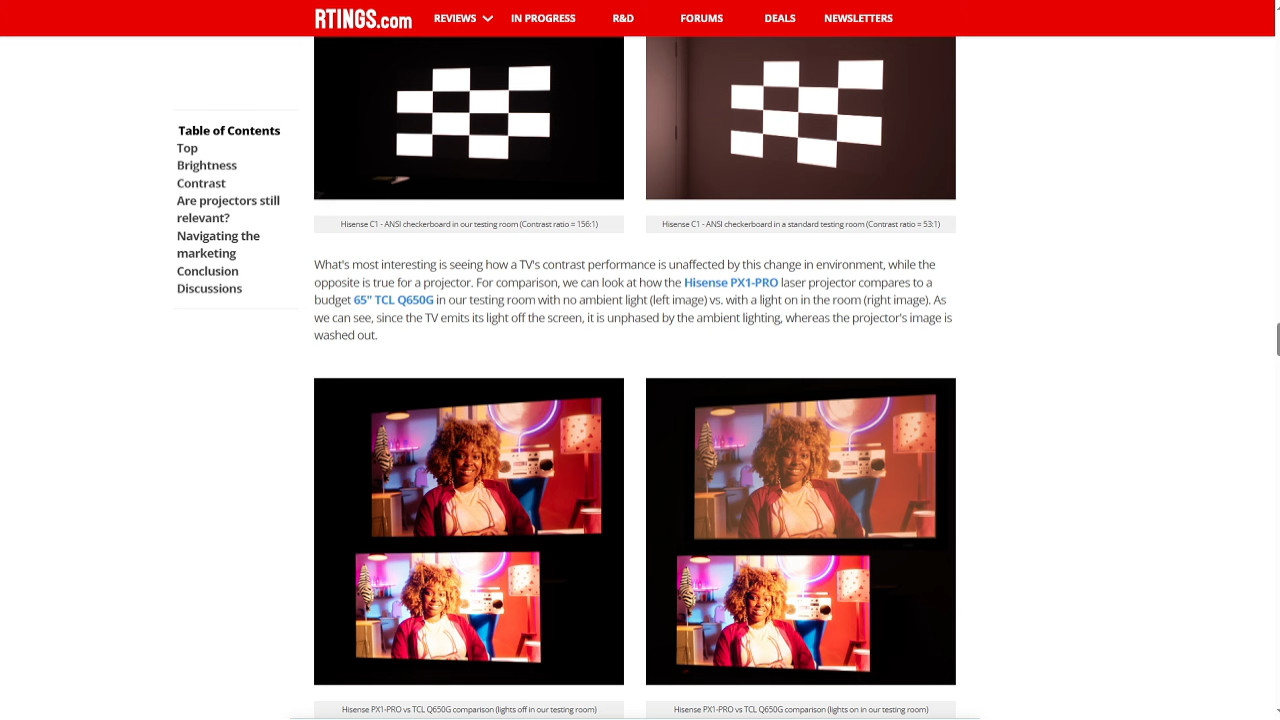 RTINGS.com
REVIEWS
IN PROGRESS
R&D
FORUMS
DEALS
NEWSLETTERS
Table of Contents
Top
Brightness
Contrast
Are projectors still
relevant?
Navigating the
marketing
Conclusion
Discussions
Hisense C1 - ANSI checkerboard in our testing room (Contrast ratio = 156:1)
Hisense C1 - ANSI checkerboard in a standard testing room (Contrast ratio = 53:1)
What's most interesting is seeing how a TV's contrast performance is unaffected by this change in environment, while the
opposite is true for a projector. For comparison, we can look at how the Hisense PX1-PRO laser projector compares to a
budget 65" TCL Q650G in our testing room with no ambient light (left image) vs. with a light on in the room (right image). As
we can see, since the TV emits its light off the screen, it is unphased by the ambient lighting, whereas the projector's image is
washed out.
Hisense PX1-PRO vs TCL Q650G comparison (lights off in our testing room)
Hisense PX1-PRO vs TCL Q650G comparison (lights on in our testing room)